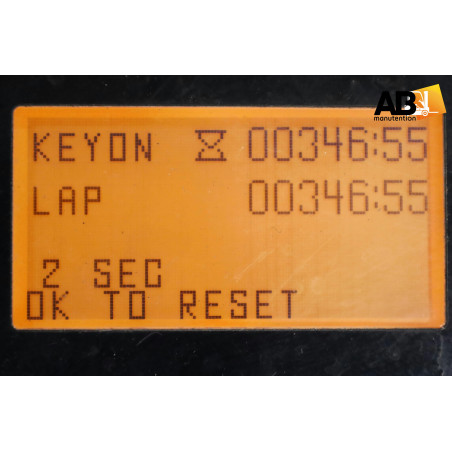 AB
manutention
KEYON 00346:55
LAP 00346:55
2 SEC
OK TO RESET